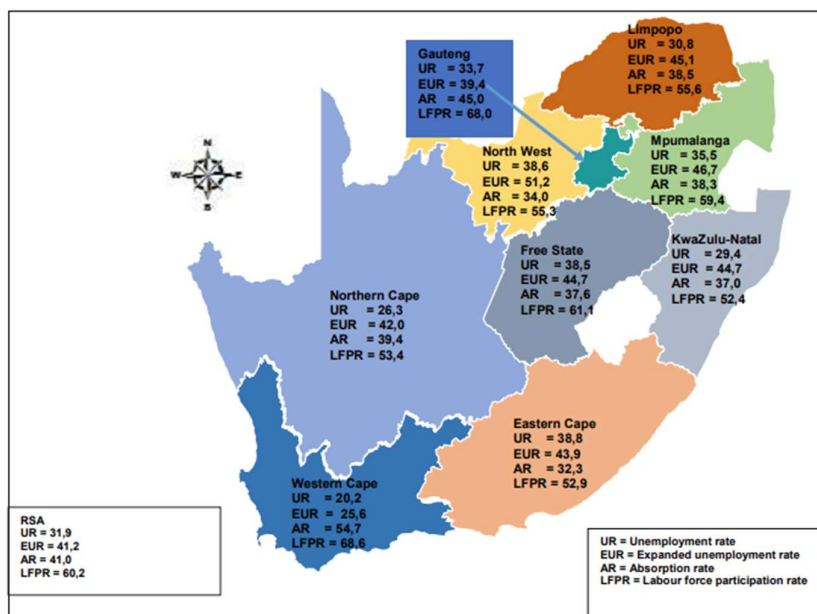 Limpopo
UR = 30,8
EUR = 45,1
AR = 38,5
LFPR = 55,6
Gauteng
UR = 33,7
EUR = 39,4
AR = 45,0
LFPR = 68,0
Mpumalanga
UR = 35,5
EUR = 46,7
AR = 38,3
LFPR = 59,4
North West
UR = 38,6
EUR = 51,2
AR = 34,0
LFPR = 55,3
N
W E
S
KwaZulu-Natal
UR = 29,4
EUR = 44,7
AR = 37,0
LFPR = 52,4
Free State
UR = 38,5
EUR = 44,7
AR = 37,6
LFPR = 61,1
Northern Cape
UR = 26,3
EUR = 42,0
AR = 39,4
LFPR = 53,4
Eastern Cape
UR = 38,8
EUR = 43,9
AR = 32,3
LFPR = 52,9
Western Cape
UR = 20,2
EUR = 25,6
AR = 54,7
LFPR = 68,6
RSA
UR = 31,9
EUR = 41,2
AR = 41,0
LFPR = 60,2
UR = Unemployment rate
EUR = Expanded unemployment rate
AR = Absorption rate
LFPR = Labour force participation rate